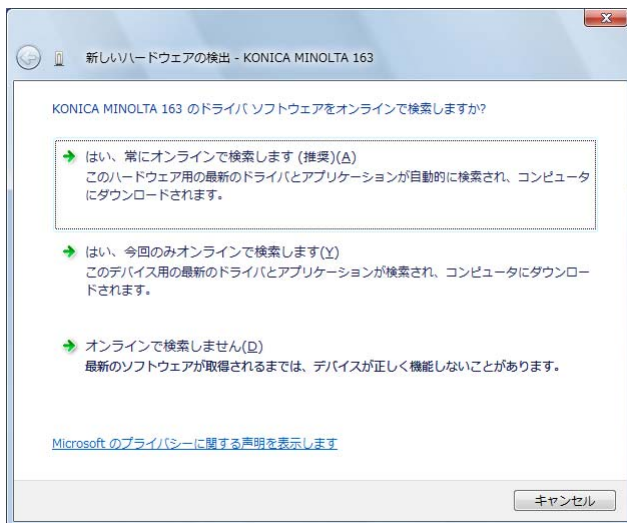 新しいハードウェアの検出 - KONICA MINOLTA 163
KONICA MINOLTA 163 のドライバ ソフトウェアをオンラインで検索しますか?
はい、常にオンラインで検索します (推奨)(A)
このハードウェア用の最新のドライバとアプリケーションが自動的に検索され、コンピュータ
にダウンロードされます。
はい、今回のみオンラインで検索します(Y)
このデバイス用の最新のドライバとアプリケーションが検索され、コンピュータにダウンロー
ドされます。
オンラインで検索しません(D)
最新のソフトウェアが取得されるまでは、デバイスが正しく機能しないことがあります。
Microsoft のプライバシーに関する声明を表示します
キャンセル